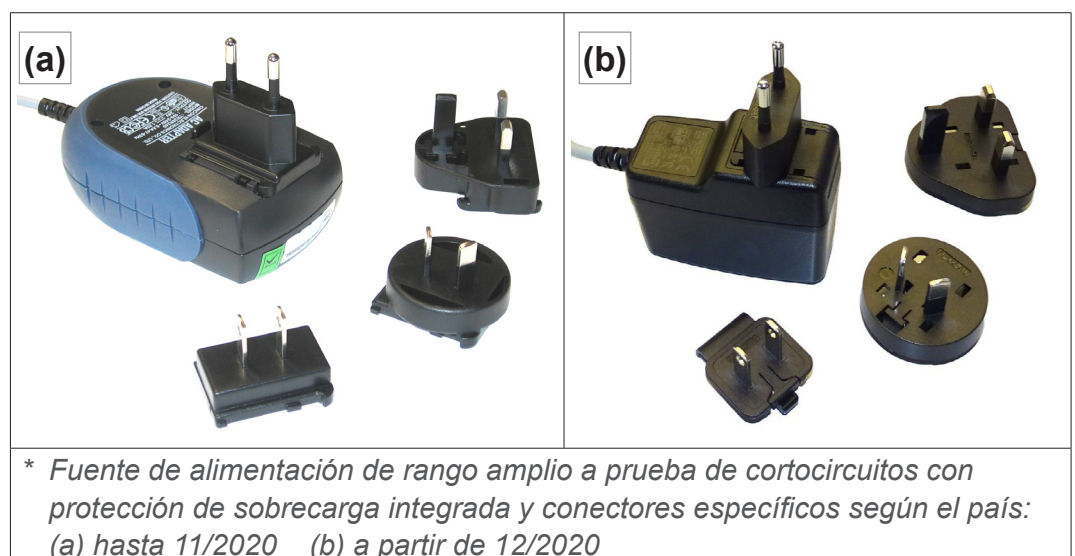 (a)
(b)
AC ADAPTER
* Fuente de alimentación de rango amplio a prueba de cortocircuitos con
protección de sobrecarga integrada y conectores específicos según el país:
(a) hasta 11/2020 (b) a partir de 12/2020